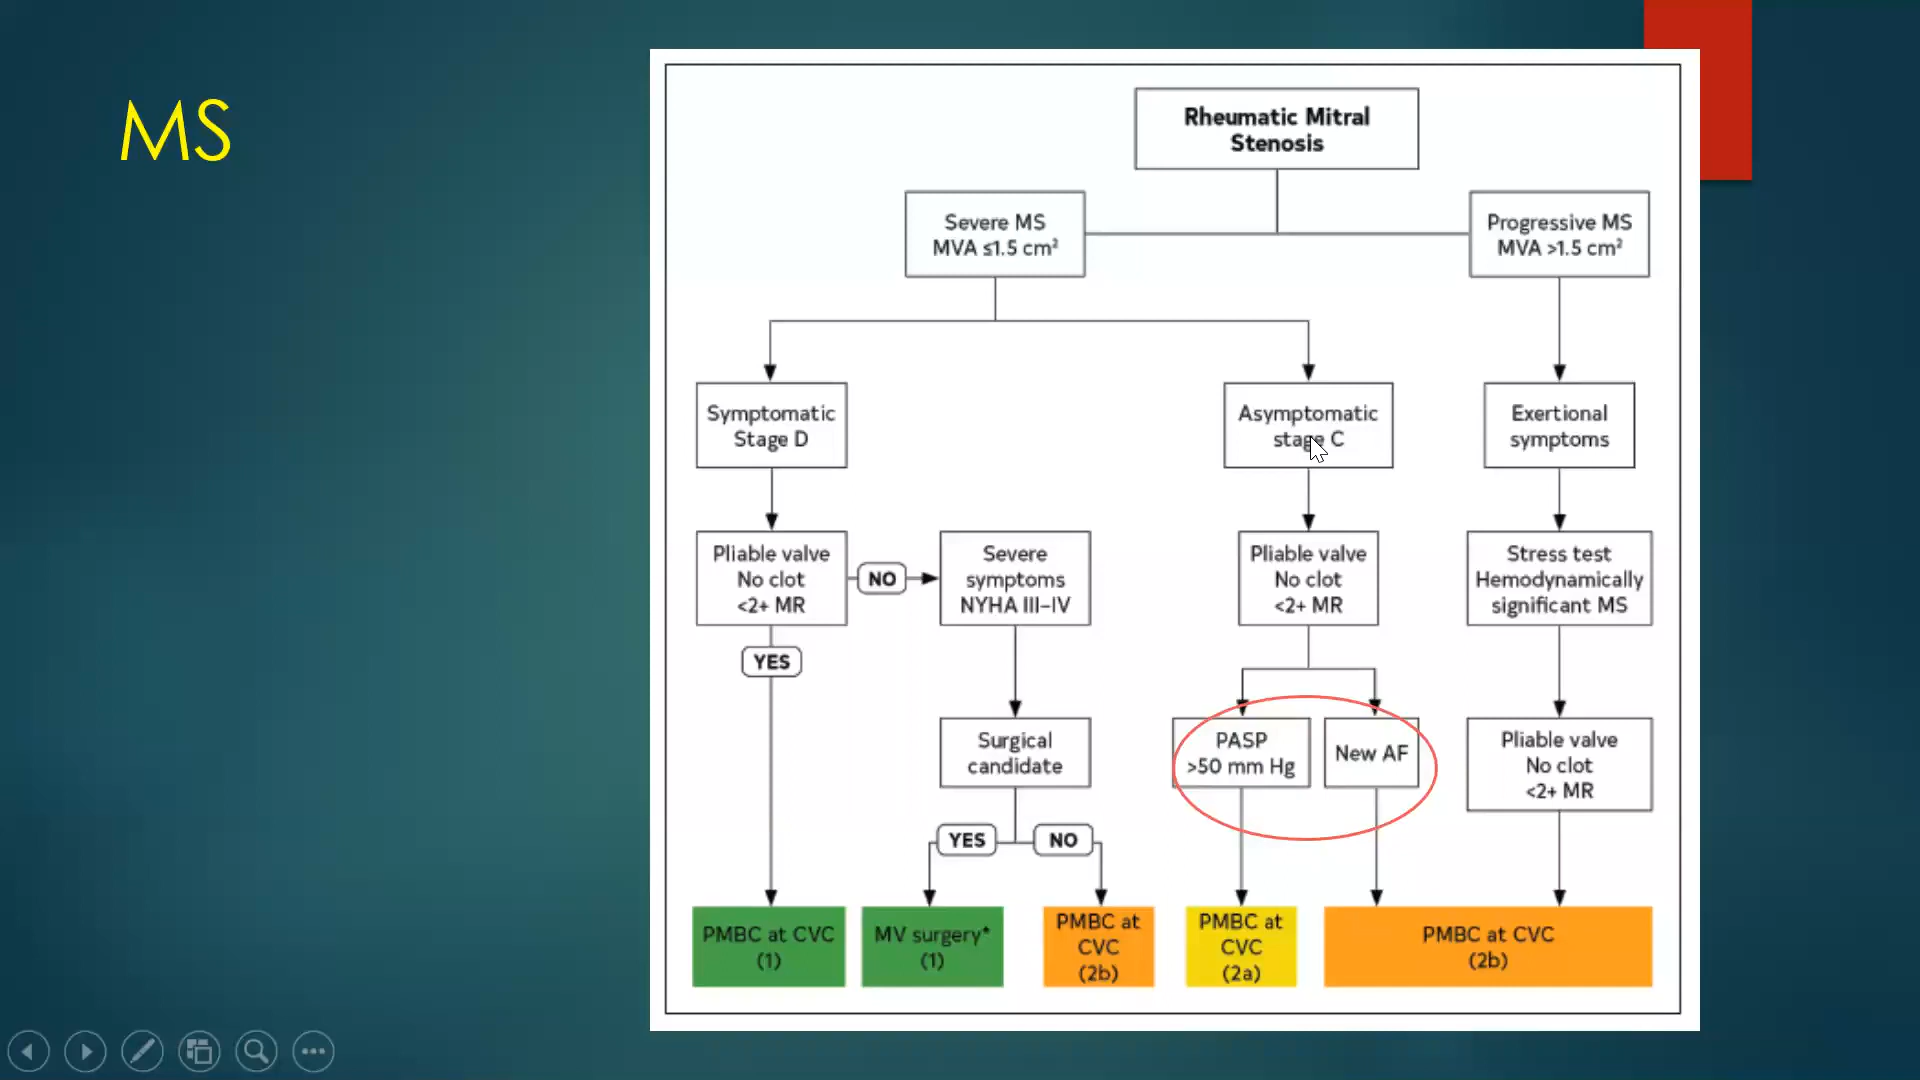 MS
Rheumatic Mitral
Stenosis
Severe MS
MVA ≤1.5 cm²
Progressive MS
MVA >1.5 cm²
Symptomatic
Stage D
Asymptomatic
stage C
Exertional
symptoms
Pliable valve
No clot
<2+ MR
NO
Severe
symptoms
NYHA III–IV
Pliable valve
No clot
<2+ MR
Stress test
Hemodynamically
significant MS
YES
Surgical
candidate
PASP
>50 mm Hg
New AF
Pliable valve
No clot
<2+ MR
YES
NO
PMBC at CVC
(1)
MV surgery*
(1)
PMBC at
CVC
(2b)
PMBC at
CVC
(2a)
PMBC at CVC
(2b)